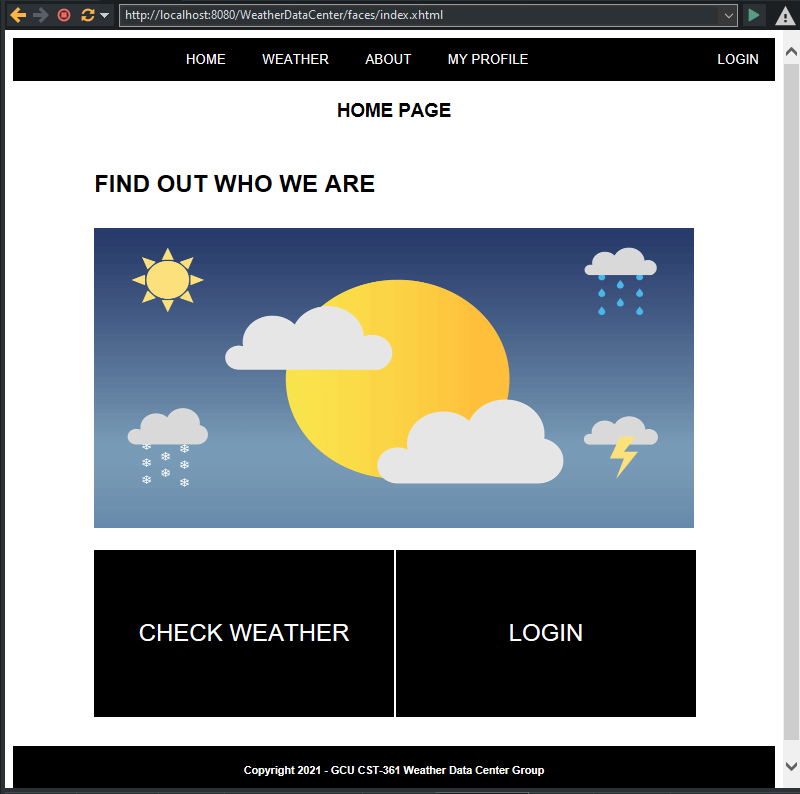 http://localhost:8080/WeatherDataCenter/faces/index.xhtml
HOME WEATHER ABOUT MY PROFILE LOGIN
HOME PAGE
FIND OUT WHO WE ARE
CHECK WEATHER LOGIN
Copyright 2021 - GCU CST-361 Weather Data Center Group